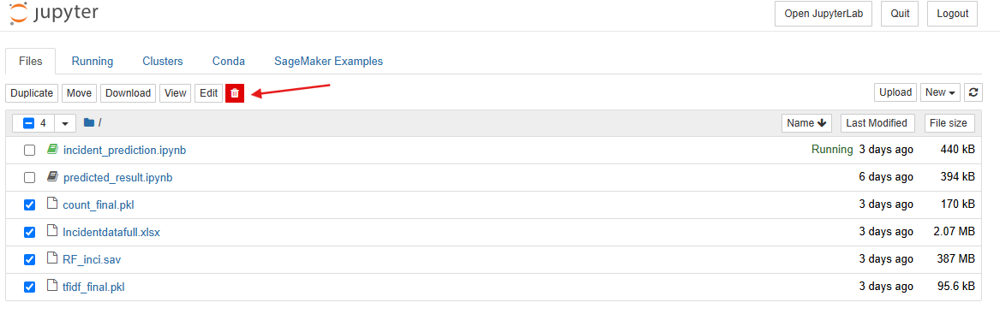 jupyter Open JupyterLab Quit Logout
Files Running Clusters Conda SageMaker Examples
Duplicate Move Download View Edit Upload New
4 / Name Last Modified File size
incident_prediction.ipynb Running 3 days ago 440 kB
predicted_result.ipynb 6 days ago 394 kB
count_final.pkl 3 days ago 170 kB
Incidentdatafull.xlsx 3 days ago 2.07 MB
RF_inci.sav 3 days ago 387 MB
tfidf_final.pkl 3 days ago 95.6 kB